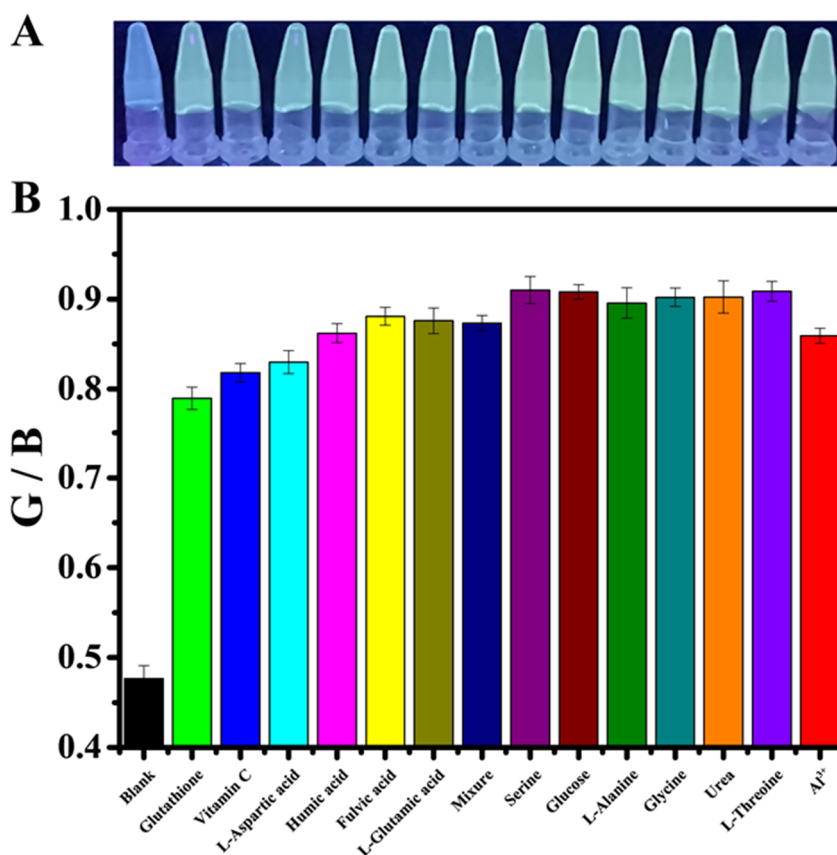 A
B
1.0
0.9
0.8
0.7
0.6
0.5
0.4
G / B
Blank
Glutathione
Vitamin C
L-Aspartic acid
Humic acid
Fulvic acid
L-Glutamic acid
Mixure
Serine
Glucose
L-Alanine
Glycine
Urea
L-Threoine
Al³⁺